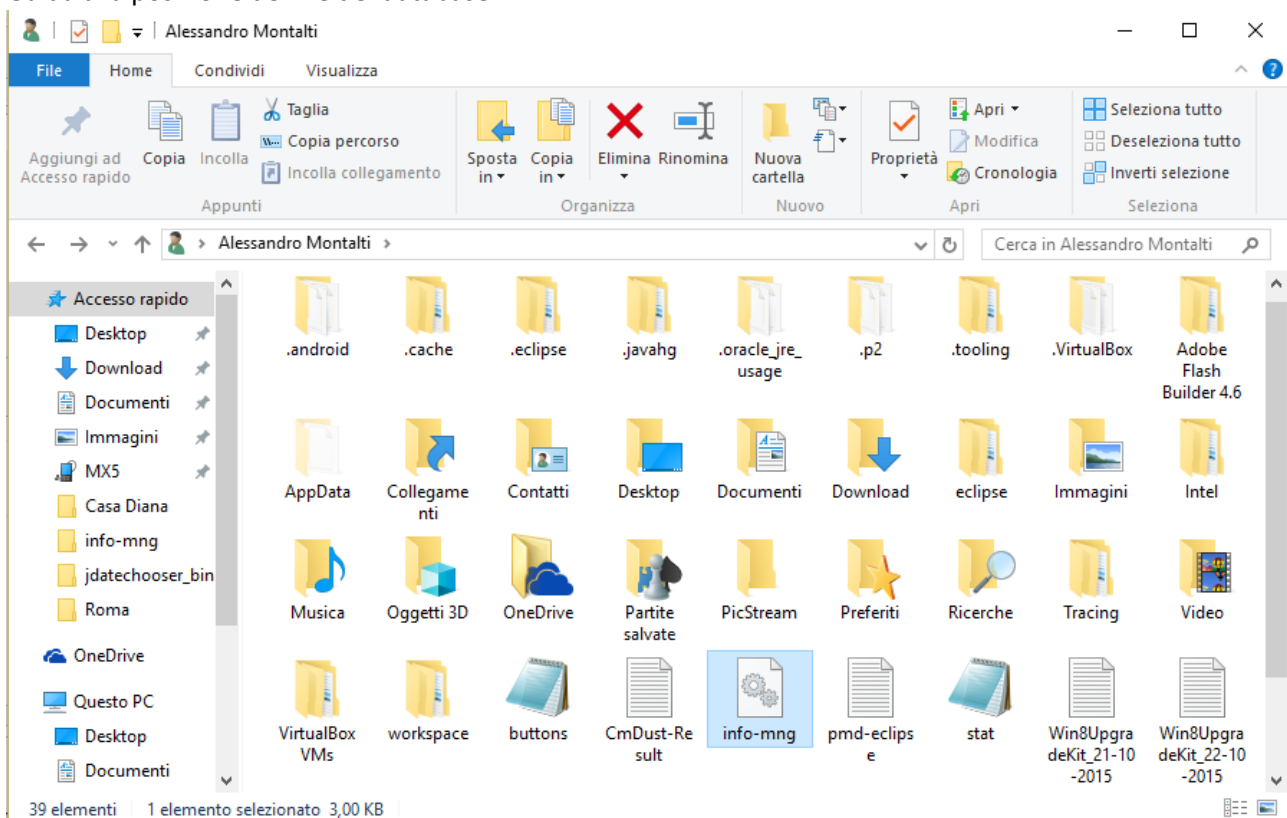 Alessandro Montalti
File Home Condividi Visualizza
Aggiungi ad
Accesso rapido
Copia
Incolla
Taglia
Copia percorso
Incolla collegamento
Appunti
Sposta
in
Copia
in
Elimina
Rinomina
Organizza
Nuova
cartella
Nuovo
Proprietà
Apri
Modifica
Cronologia
Apri
Seleziona tutto
Deseleziona tutto
Inverti selezione
Seleziona
Alessandro Montalti
Cerca in Alessandro Montalti
Accesso rapido
Desktop
Download
Documenti
Immagini
MX5
Casa Diana
info-mng
jdatechooser_bin
Roma
OneDrive
Questo PC
Desktop
Documenti
.android
.cache
.eclipse
.javahg
.oracle_jre_
usage
.p2
.tooling
.VirtualBox
Adobe
Flash
Builder 4.6
AppData
Collegame
nti
Contatti
Desktop
Documenti
Download
eclipse
Immagini
Intel
Musica
Oggetti 3D
OneDrive
Partite
salvate
PicStream
Preferiti
Ricerche
Tracing
Video
VirtualBox
VMs
workspace
buttons
CmDust-Re
sult
info-mng
pmd-eclips
e
stat
Win8Upgra
deKit_21-10
-2015
Win8Upgra
deKit_22-10
-2015
39 elementi 1 elemento selezionato 3,00 KB